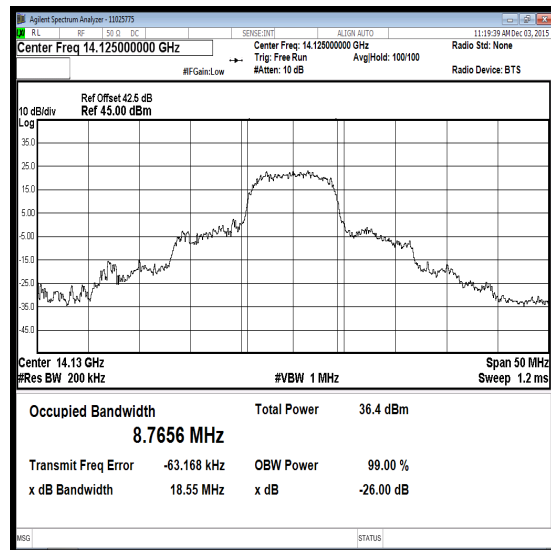 Agilent Spectrum Analyzer - 11025775
LXI RL RF 50 Ω DC SENSE:INT ALIGN AUTO 11:19:39 AM Dec 03, 2015
Center Freq 14.125000000 GHz Center Freq: 14.125000000 GHz Radio Std: None
Trig: Free Run Avg|Hold: 100/100
#IFGain:Low #Atten: 10 dB Radio Device: BTS
Ref Offset 42.5 dB
10 dB/div Ref 45.00 dBm
Log
35.0
25.0
15.0
5.00
-5.00
-15.0
-25.0
-35.0
-45.0
Center 14.13 GHz Span 50 MHz
#Res BW 200 kHz #VBW 1 MHz Sweep 1.2 ms
Occupied Bandwidth Total Power 36.4 dBm
8.7656 MHz
Transmit Freq Error -63.168 kHz OBW Power 99.00 %
x dB Bandwidth 18.55 MHz x dB -26.00 dB
MSG STATUS